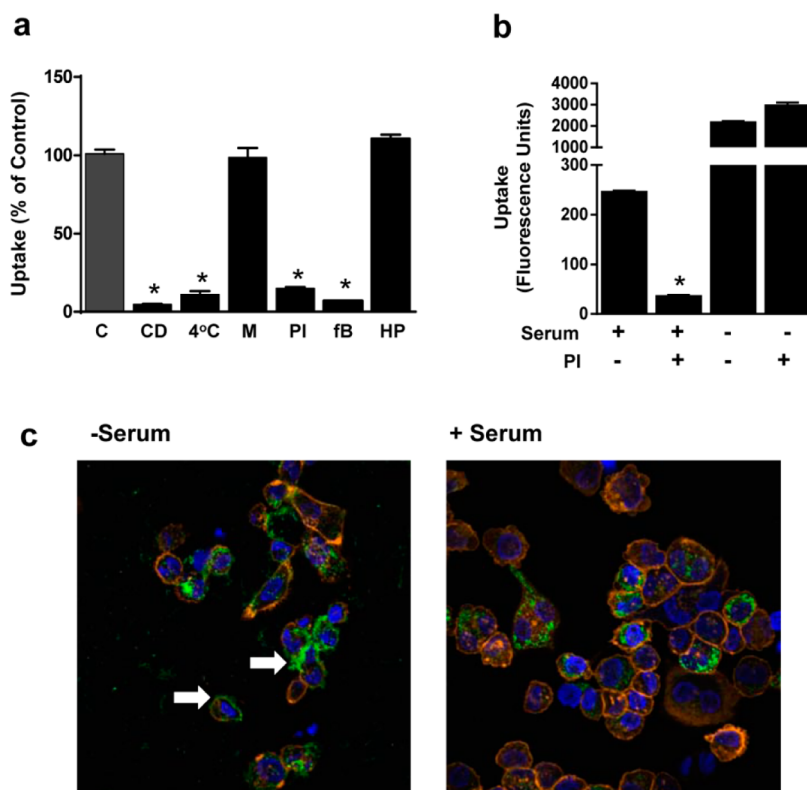 a
Uptake (% of Control)
150
100
50
0
C CD 4°C M PI fB HP
* * * *
b
Uptake
(Fluorescence Units)
4000
3000
2000
1000
300
200
100
0
*
Serum + + - -
PI - + - +
c
-Serum
+ Serum